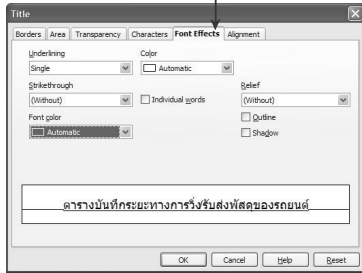 Title
Borders Area Transparency Characters Font Effects Alignment
Underlining Color
Single Automatic
Strikethrough Relief
(Without) Individual words (Without)
Font color Outline
Automatic Shadow
ตารางบันทึกระยะทางการวิ่งรับส่งพัสดุของรถยนต์
OK Cancel Help Reset